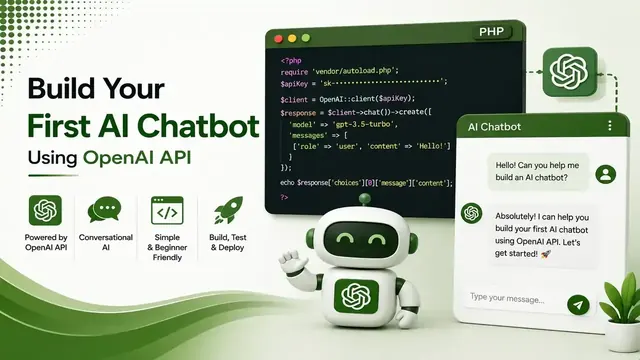 Build Your
First AI Chatbot
Using OpenAI API
Powered by
OpenAI API
Conversational
AI
Simple
& Beginner
Friendly
Build, Test
& Deploy
PHP
<?php
require 'vendor/autoload.php';
$apiKey = 'sk-----------------------------';
$client = OpenAI::client($apiKey);
$response = $client->chat()->create([
'model' => 'gpt-3.5-turbo',
'messages' => [
['role' => 'user', 'content' => 'Hello!']
]
]);
echo $response['choices'][0]['message']['content'];
?>
AI Chatbot
Hello! Can you help me
build an AI chatbot?
Absolutely! I can help you
build your first AI chatbot
using OpenAI API. Let's
get started! 🚀
Type your message...